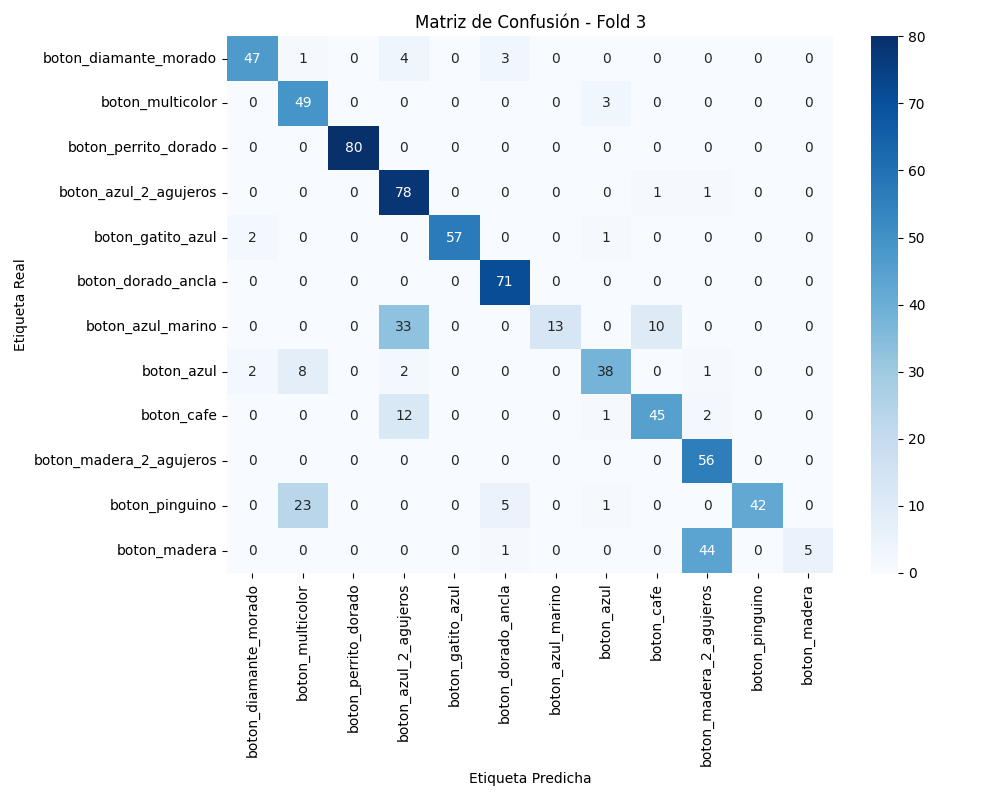 Matriz de Confusión - Fold 3
Etiqueta Real
boton_diamante_morado 47 1 0 4 0 3 0 0 0 0 0 0
boton_multicolor 0 49 0 0 0 0 0 3 0 0 0 0
boton_perrito_dorado 0 0 80 0 0 0 0 0 0 0 0 0
boton_azul_2_agujeros 0 0 0 78 0 0 0 0 1 1 0 0
boton_gatito_azul 2 0 0 0 57 0 0 1 0 0 0 0
boton_dorado_ancla 0 0 0 0 0 71 0 0 0 0 0 0
boton_azul_marino 0 0 0 33 0 0 13 0 10 0 0 0
boton_azul 2 8 0 2 0 0 0 38 0 1 0 0
boton_cafe 0 0 0 12 0 0 0 1 45 2 0 0
boton_madera_2_agujeros 0 0 0 0 0 0 0 0 0 56 0 0
boton_pinguino 0 23 0 0 0 5 0 1 0 0 42 0
boton_madera 0 0 0 0 0 1 0 0 0 44 0 5
boton_diamante_morado
boton_multicolor
boton_perrito_dorado
boton_azul_2_agujeros
boton_gatito_azul
boton_dorado_ancla
boton_azul_marino
boton_azul
boton_cafe
boton_madera_2_agujeros
boton_pinguino
boton_madera
Etiqueta Predicha
80
70
60
50
40
30
20
10
0